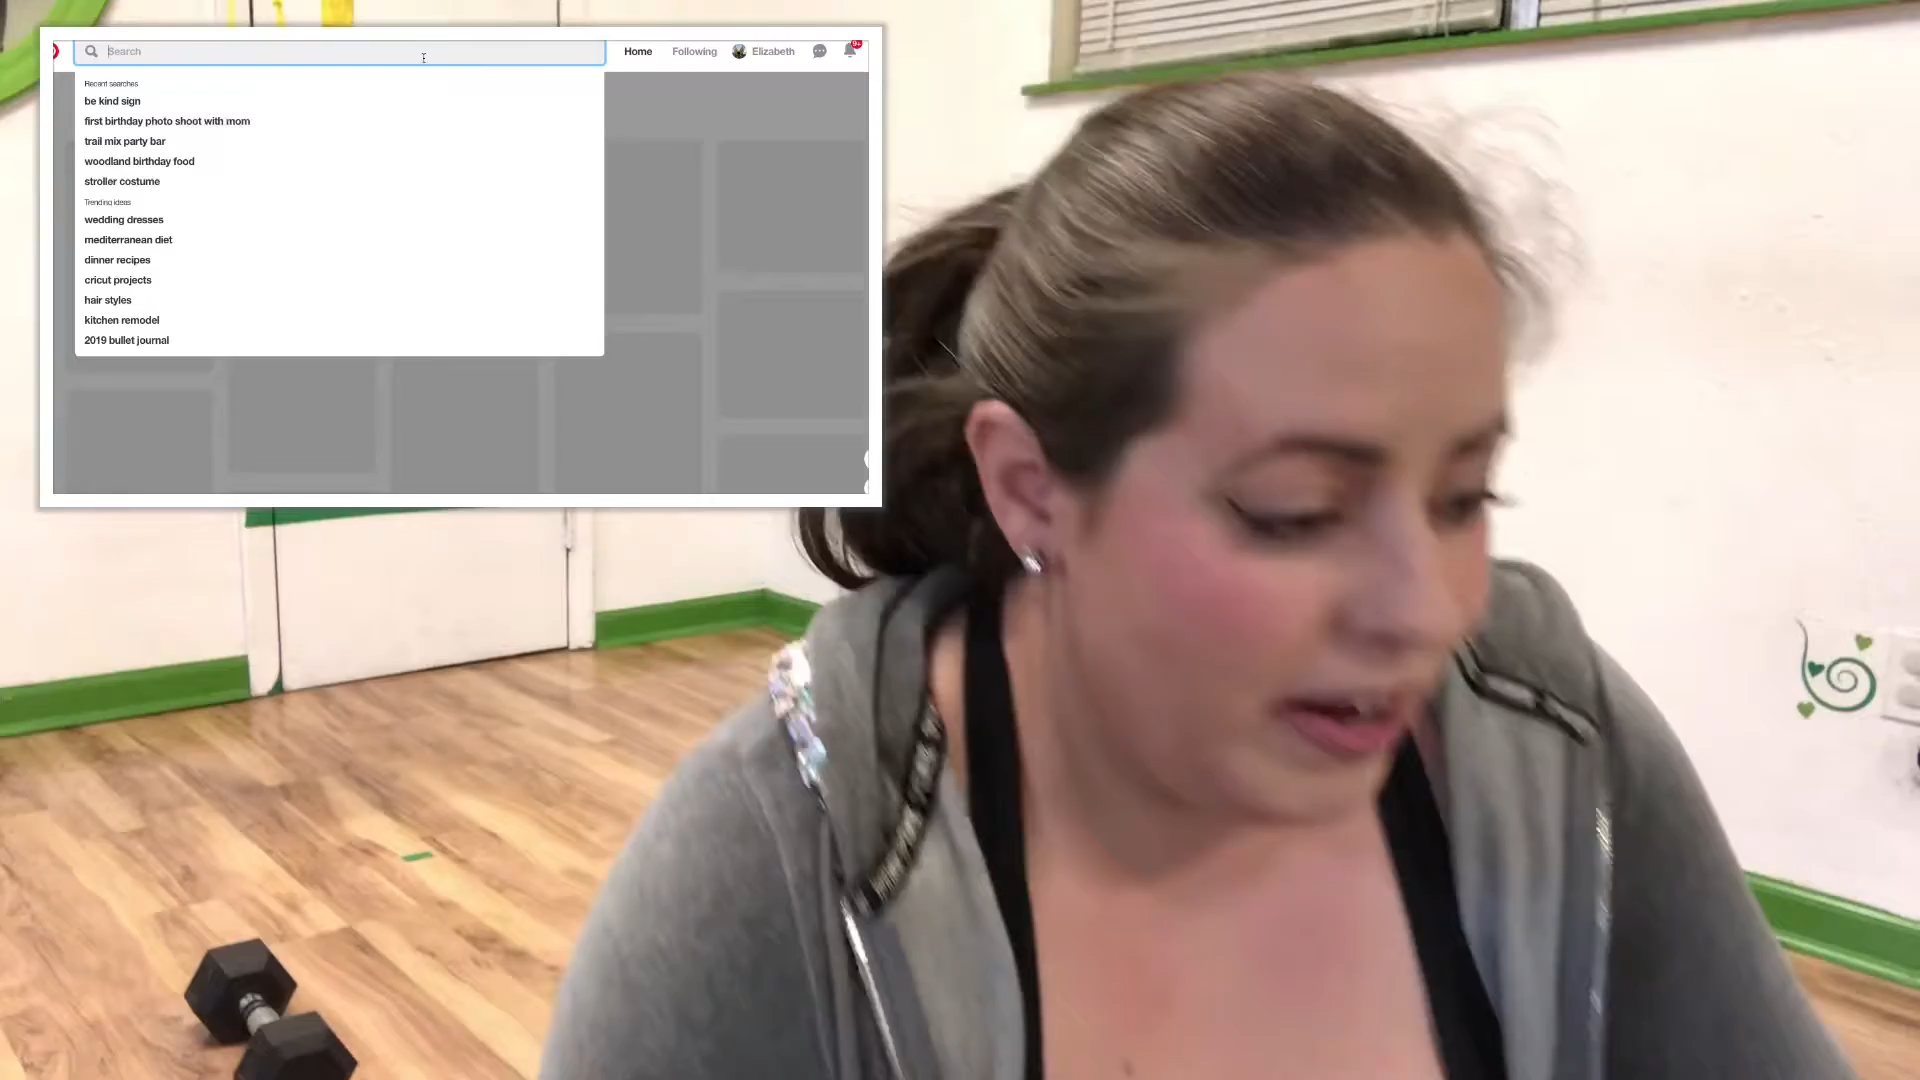 Search
Home
Following
Elizabeth
9+
Recent searches
be kind sign
first birthday photo shoot with mom
trail mix party bar
woodland birthday food
stroller costume
Trending ideas
wedding dresses
mediterranean diet
dinner recipes
cricut projects
hair styles
kitchen remodel
2019 bullet journal